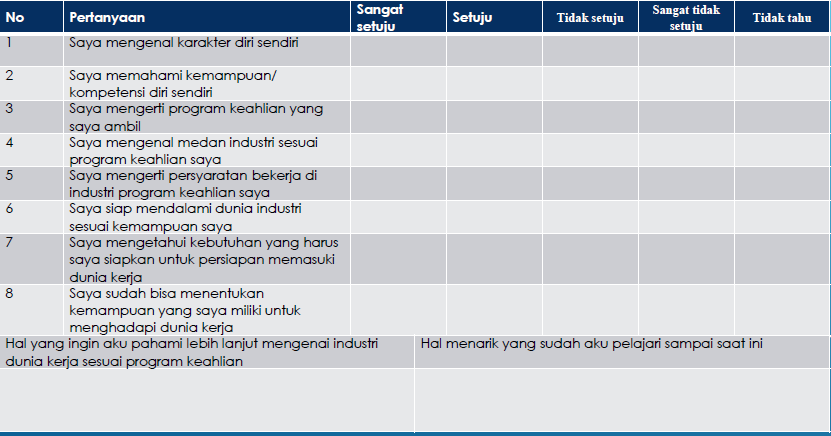 No Pertanyaan Sangat setuju Setuju Tidak setuju Sangat tidak setuju Tidak tahu
1 Saya mengenal karakter diri sendiri
2 Saya memahami kemampuan/
kompetensi diri sendiri
3 Saya mengerti program keahlian yang
saya ambil
4 Saya mengenal medan industri sesuai
program keahlian saya
5 Saya mengerti persyaratan bekerja di
industri program keahlian saya
6 Saya siap mendalami dunia industri
sesuai kemampuan saya
7 Saya mengetahui kebutuhan yang harus
saya siapkan untuk persiapan memasuki
dunia kerja
8 Saya sudah bisa menentukan
kemampuan yang saya miliki untuk
menghadapi dunia kerja
Hal yang ingin aku pahami lebih lanjut mengenai industri
dunia kerja sesuai program keahlian
Hal menarik yang sudah aku pelajari sampai saat ini